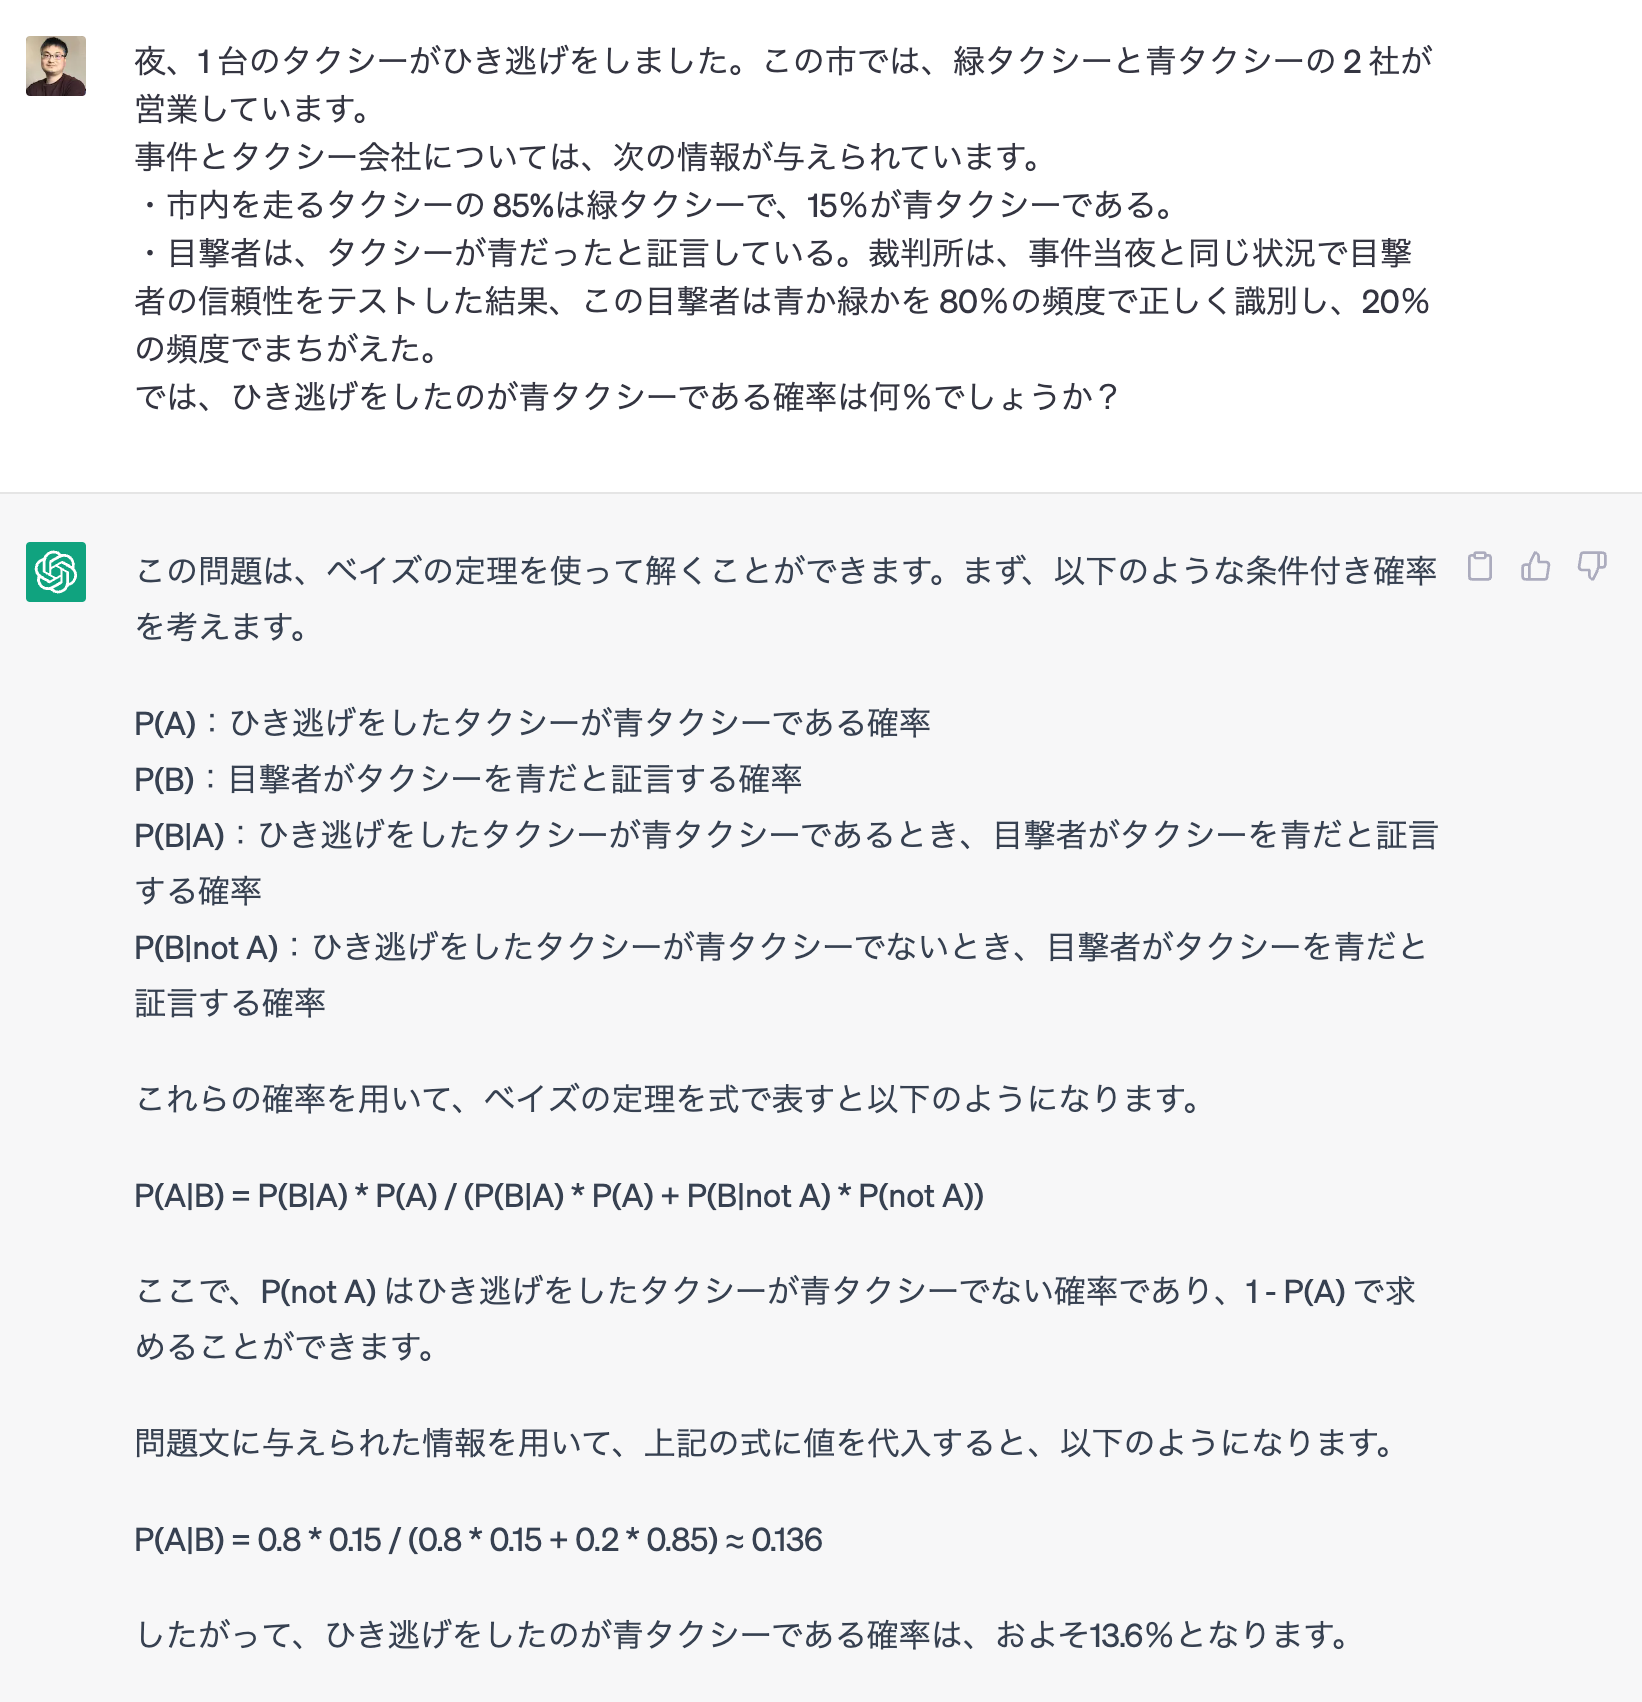 夜、1台のタクシーがひき逃げをしました。この市では、緑タクシーと青タクシーの2社が
営業しています。
事件とタクシー会社については、次の情報が与えられています。
・市内を走るタクシーの85%は緑タクシーで、15％が青タクシーである。
・目撃者は、タクシーが青だったと証言している。裁判所は、事件当夜と同じ状況で目撃
者の信頼性をテストした結果、この目撃者は青か緑かを80％の頻度で正しく識別し、20％
の頻度でまちがえた。
では、ひき逃げをしたのが青タクシーである確率は何％でしょうか？
この問題は、ベイズの定理を使って解くことができます。まず、以下のような条件付き確率
を考えます。
P(A)：ひき逃げをしたタクシーが青タクシーである確率
P(B)：目撃者がタクシーを青だと証言する確率
P(B|A)：ひき逃げをしたタクシーが青タクシーであるとき、目撃者がタクシーを青だと証言
する確率
P(B|not A)：ひき逃げをしたタクシーが青タクシーでないとき、目撃者がタクシーを青だと
証言する確率
これらの確率を用いて、ベイズの定理を式で表すと以下のようになります。
P(A|B) = P(B|A) * P(A) / (P(B|A) * P(A) + P(B|not A) * P(not A))
ここで、P(not A) はひき逃げをしたタクシーが青タクシーでない確率であり、1 - P(A) で求
めることができます。
問題文に与えられた情報を用いて、上記の式に値を代入すると、以下のようになります。
P(A|B) = 0.8 * 0.15 / (0.8 * 0.15 + 0.2 * 0.85) ≈ 0.136
したがって、ひき逃げをしたのが青タクシーである確率は、およそ13.6％となります。